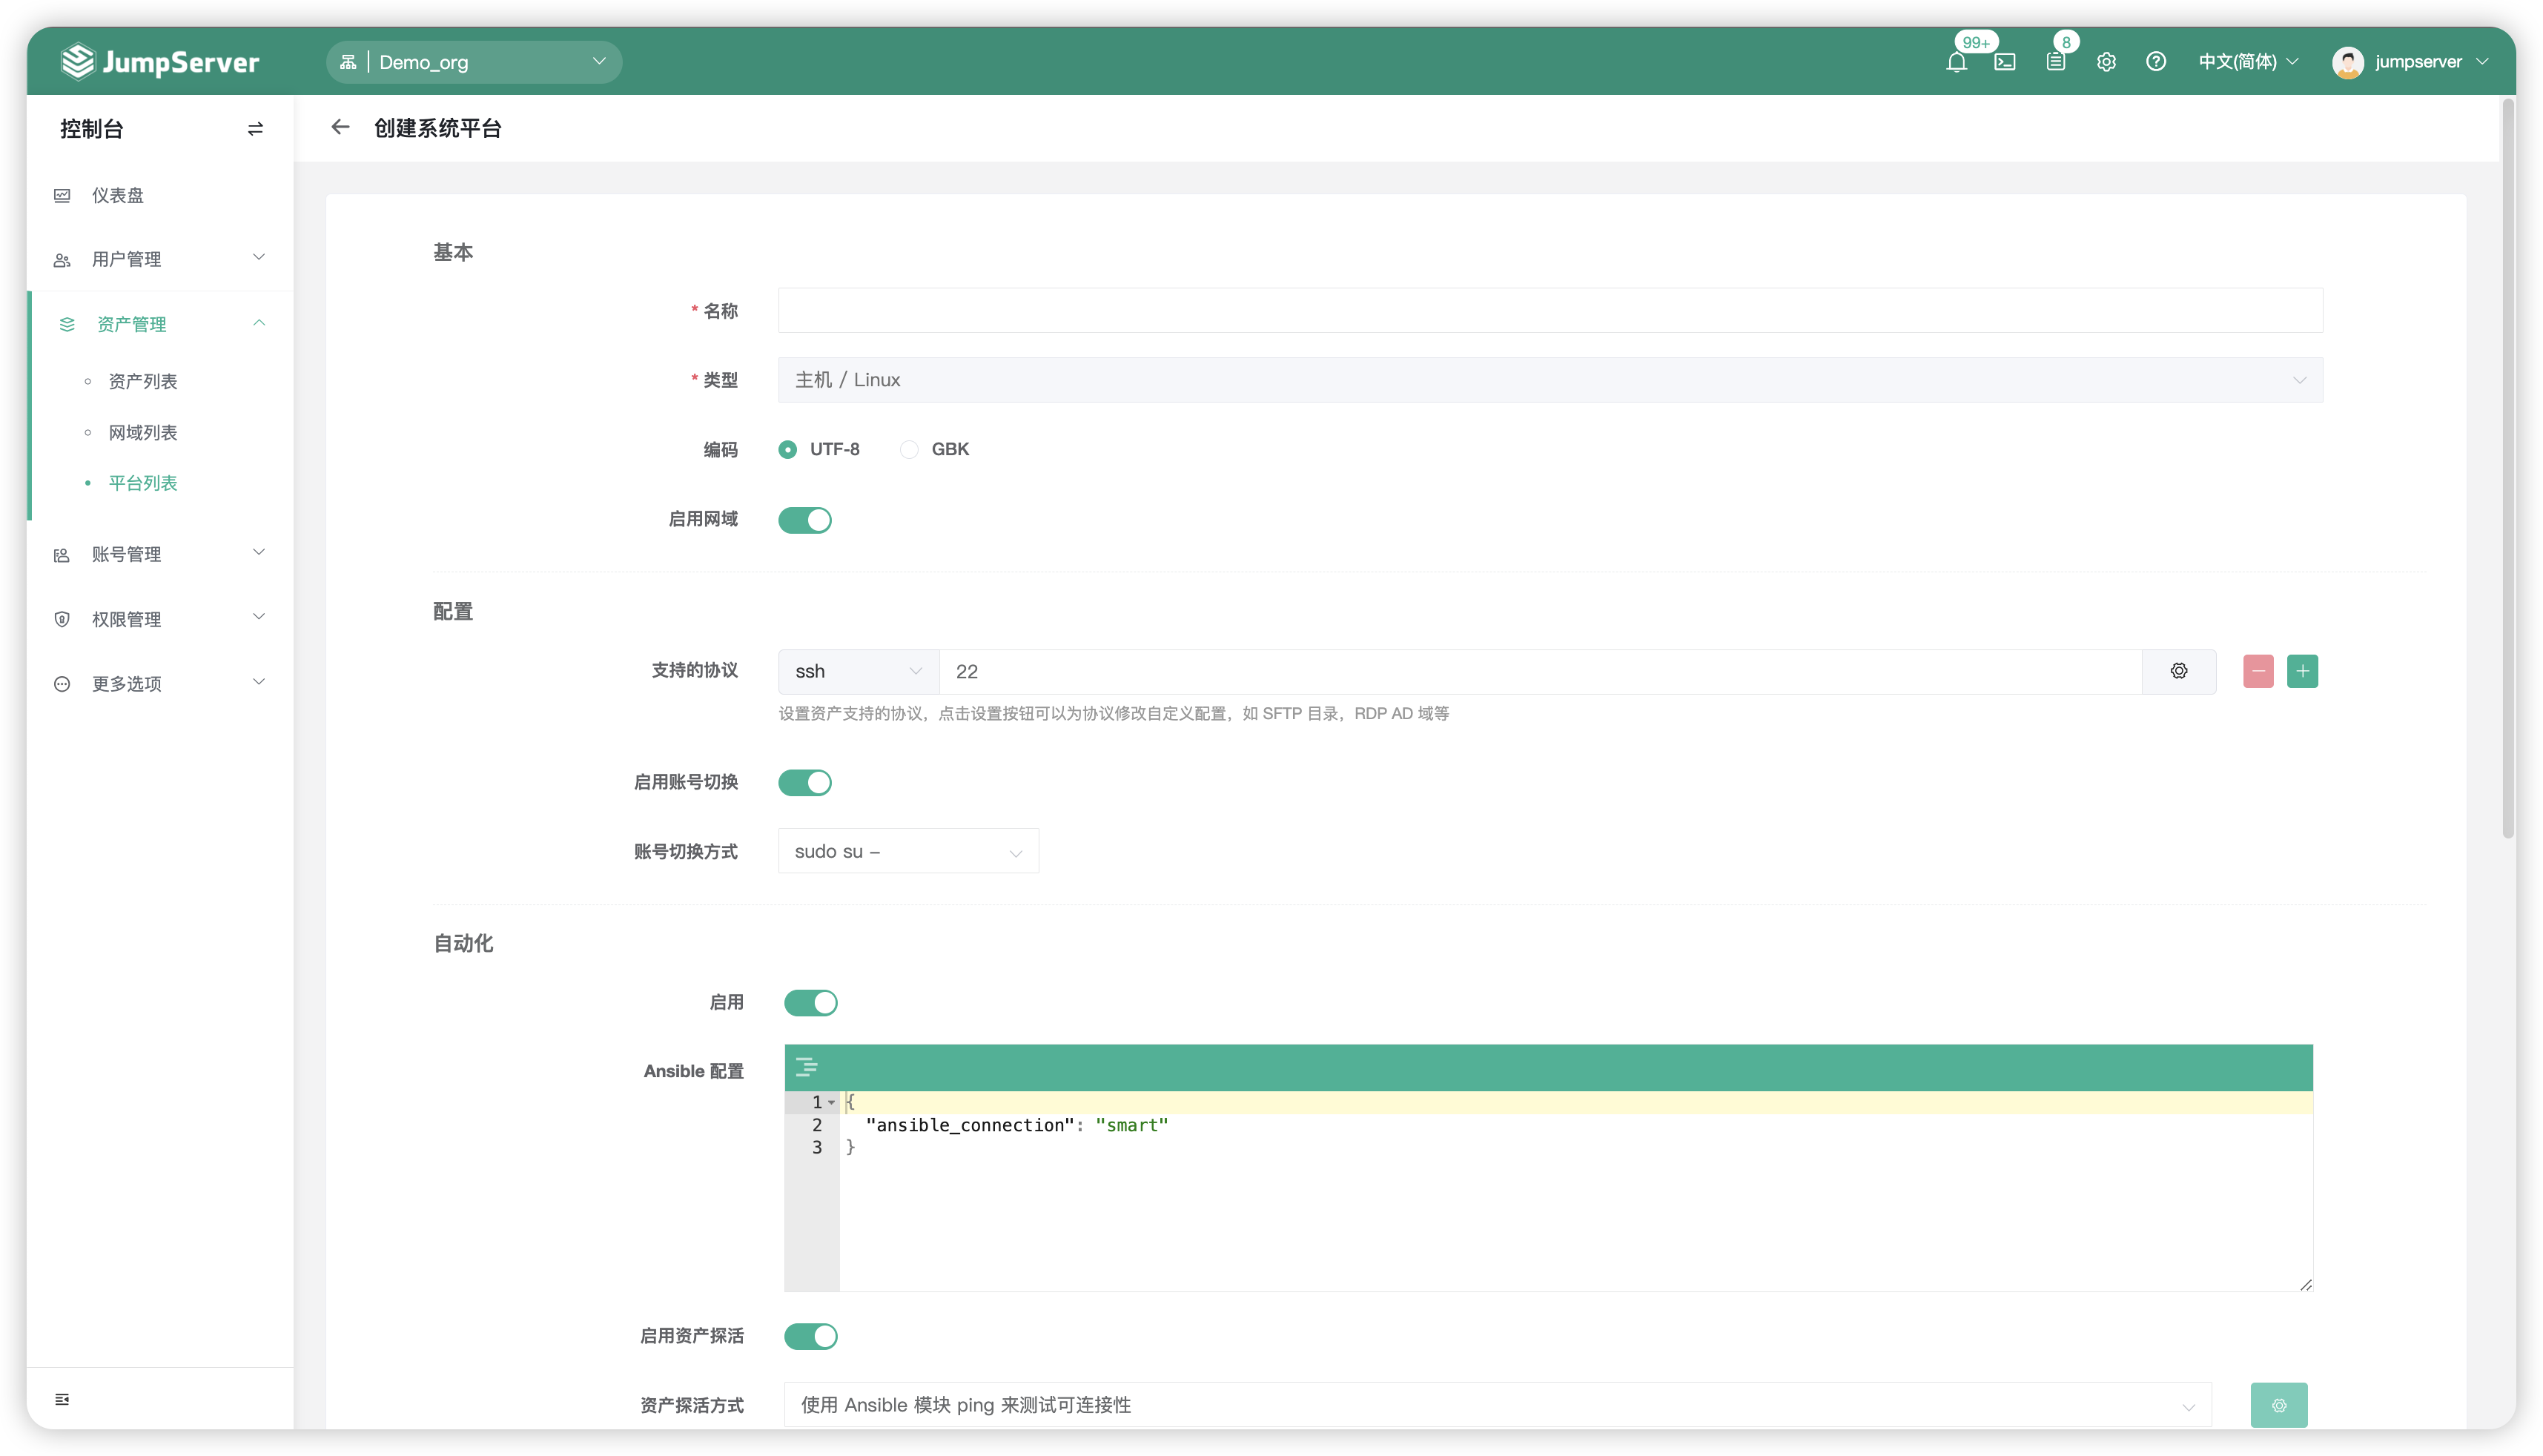 JumpServer
Demo_org
99+
8
中文(简体)
jumpserver
控制台
创建系统平台
仪表盘
用户管理
资产管理
资产列表
网域列表
平台列表
账号管理
权限管理
更多选项
基本
* 名称
* 类型
主机 / Linux
编码
UTF-8
GBK
启用网域
配置
支持的协议
ssh
22
设置资产支持的协议，点击设置按钮可以为协议修改自定义配置，如 SFTP 目录，RDP AD 域等
启用账号切换
账号切换方式
sudo su –
自动化
启用
Ansible 配置
1 {
2 "ansible_connection": "smart"
3 }
启用资产探活
资产探活方式
使用 Ansible 模块 ping 来测试可连接性